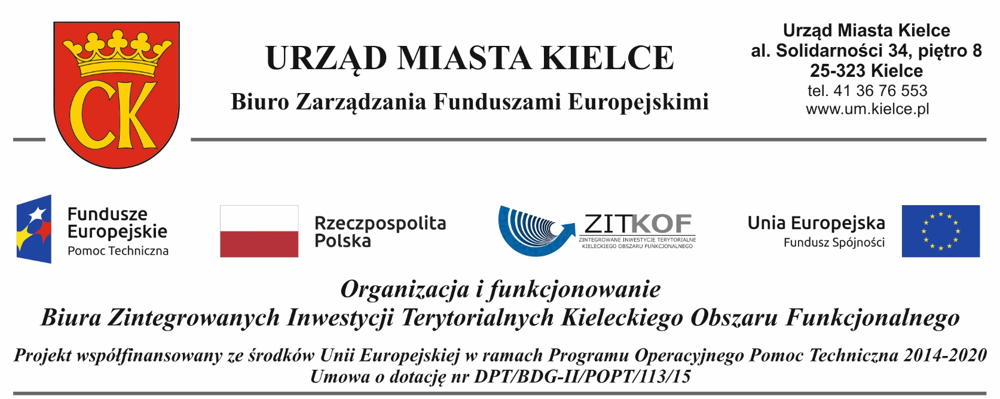 CK
URZĄD MIASTA KIELCE
Biuro Zarządzania Funduszami Europejskimi
Urząd Miasta Kielce
al. Solidarności 34, piętro 8
25-323 Kielce
tel. 41 36 76 553
www.um.kielce.pl
Fundusze
Europejskie
Pomoc Techniczna
Rzeczpospolita
Polska
ZITKOF
ZINTEGROWANE INWESTYCJE TERYTORIALNE
KIELECKIEGO OBSZARU FUNKCJONALNEGO
Unia Europejska
Fundusz Spójności
Organizacja i funkcjonowanie
Biura Zintegrowanych Inwestycji Terytorialnych Kieleckiego Obszaru Funkcjonalnego
Projekt współfinansowany ze środków Unii Europejskiej w ramach Programu Operacyjnego Pomoc Techniczna 2014-2020
Umowa o dotację nr DPT/BDG-II/POPT/113/15